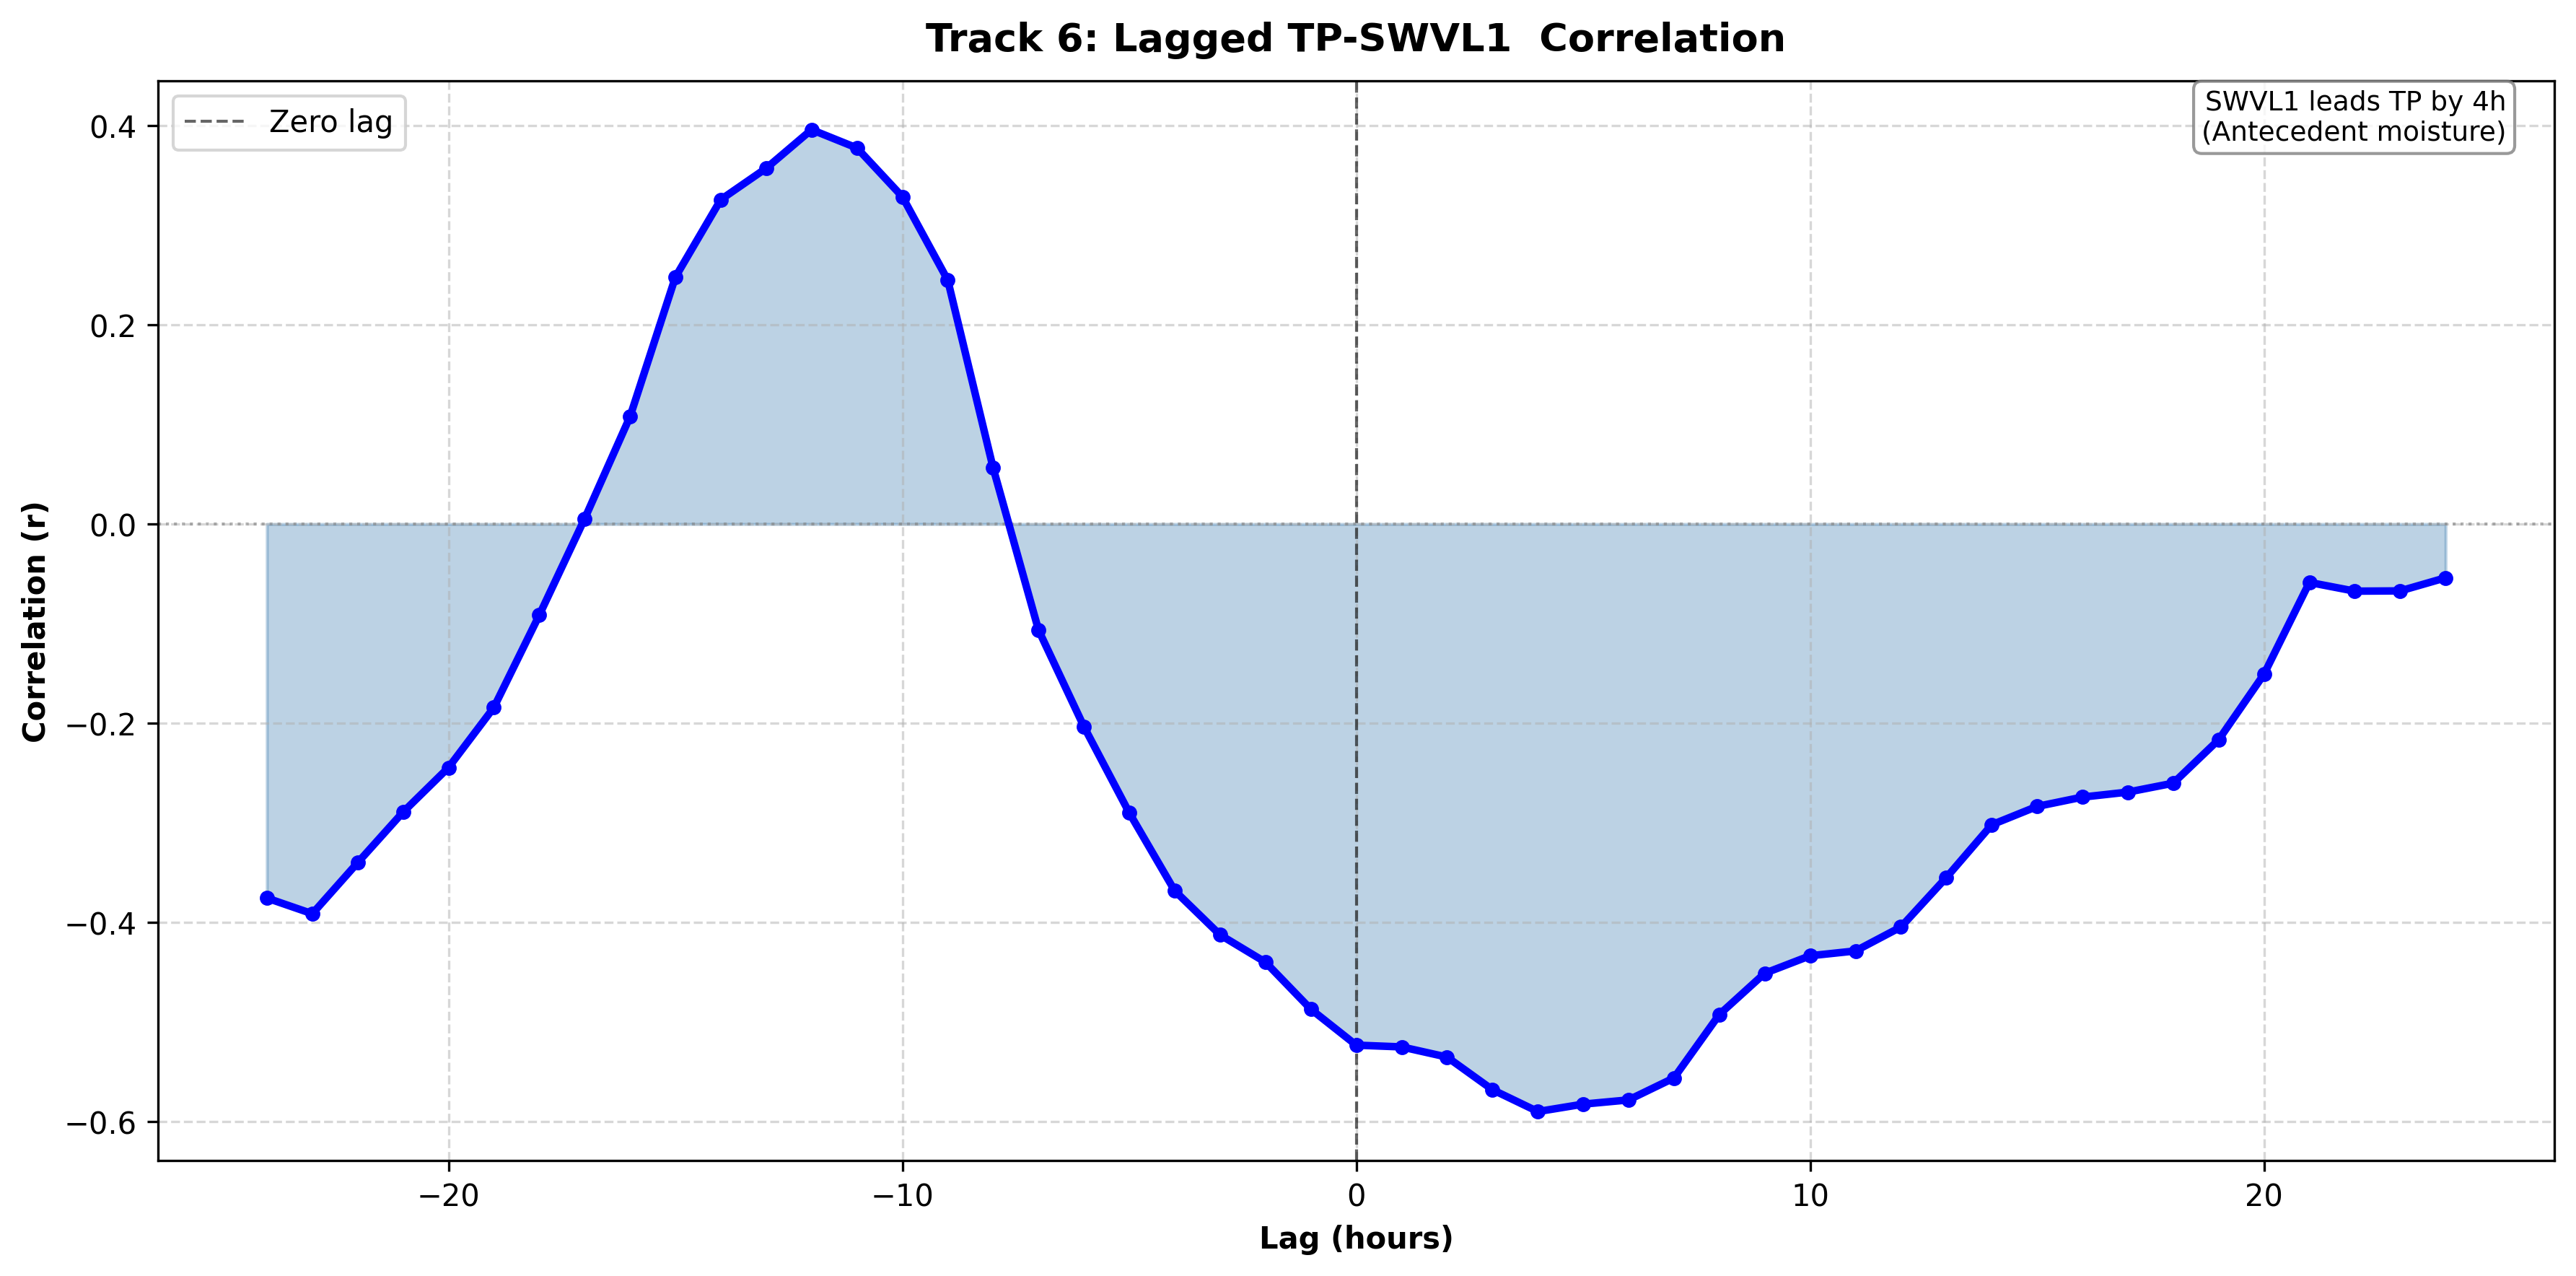 Track 6: Lagged TP-SWVL1  Correlation
Zero lag
SWVL1 leads TP by 4h
(Antecedent moisture)
Correlation (r)
0.4
0.2
0.0
−0.2
−0.4
−0.6
−20
−10
0
10
20
Lag (hours)